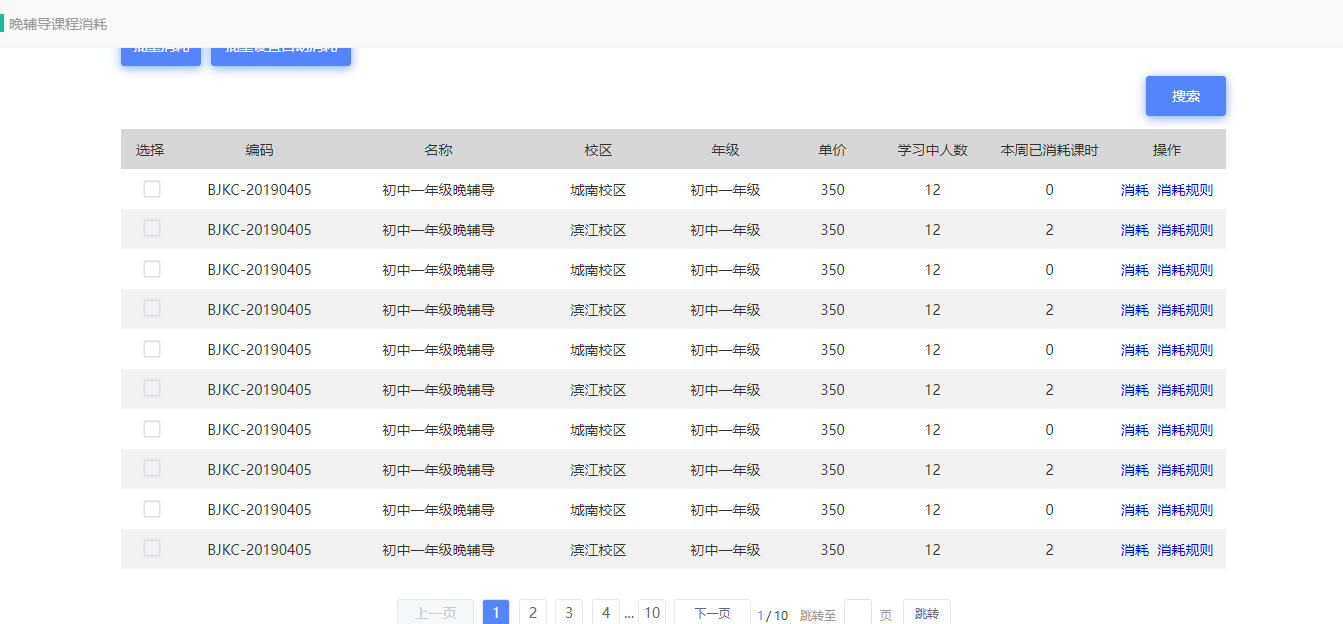 晚辅导课程消耗
批量消耗 批量设置自动消耗
搜索
选择 编码 名称 校区 年级 单价 学习中人数 本周已消耗课时 操作
BJKC-20190405 初中一年级晚辅导 城南校区 初中一年级 350 12 0 消耗 消耗规则
BJKC-20190405 初中一年级晚辅导 滨江校区 初中一年级 350 12 2 消耗 消耗规则
BJKC-20190405 初中一年级晚辅导 城南校区 初中一年级 350 12 0 消耗 消耗规则
BJKC-20190405 初中一年级晚辅导 滨江校区 初中一年级 350 12 2 消耗 消耗规则
BJKC-20190405 初中一年级晚辅导 城南校区 初中一年级 350 12 0 消耗 消耗规则
BJKC-20190405 初中一年级晚辅导 滨江校区 初中一年级 350 12 2 消耗 消耗规则
BJKC-20190405 初中一年级晚辅导 城南校区 初中一年级 350 12 0 消耗 消耗规则
BJKC-20190405 初中一年级晚辅导 滨江校区 初中一年级 350 12 2 消耗 消耗规则
BJKC-20190405 初中一年级晚辅导 城南校区 初中一年级 350 12 0 消耗 消耗规则
BJKC-20190405 初中一年级晚辅导 滨江校区 初中一年级 350 12 2 消耗 消耗规则
上一页 1 2 3 4 ... 10 下一页 1 / 10 跳转至 页 跳转